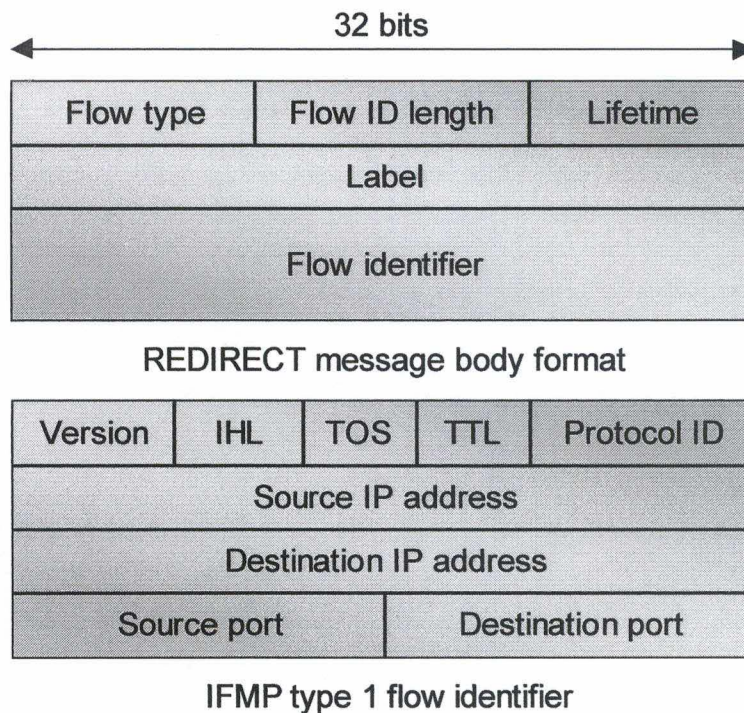 32 bits
Flow type Flow ID length Lifetime
Label
Flow identifier
REDIRECT message body format
Version IHL TOS TTL Protocol ID
Source IP address
Destination IP address
Source port Destination port
IFMP type 1 flow identifier